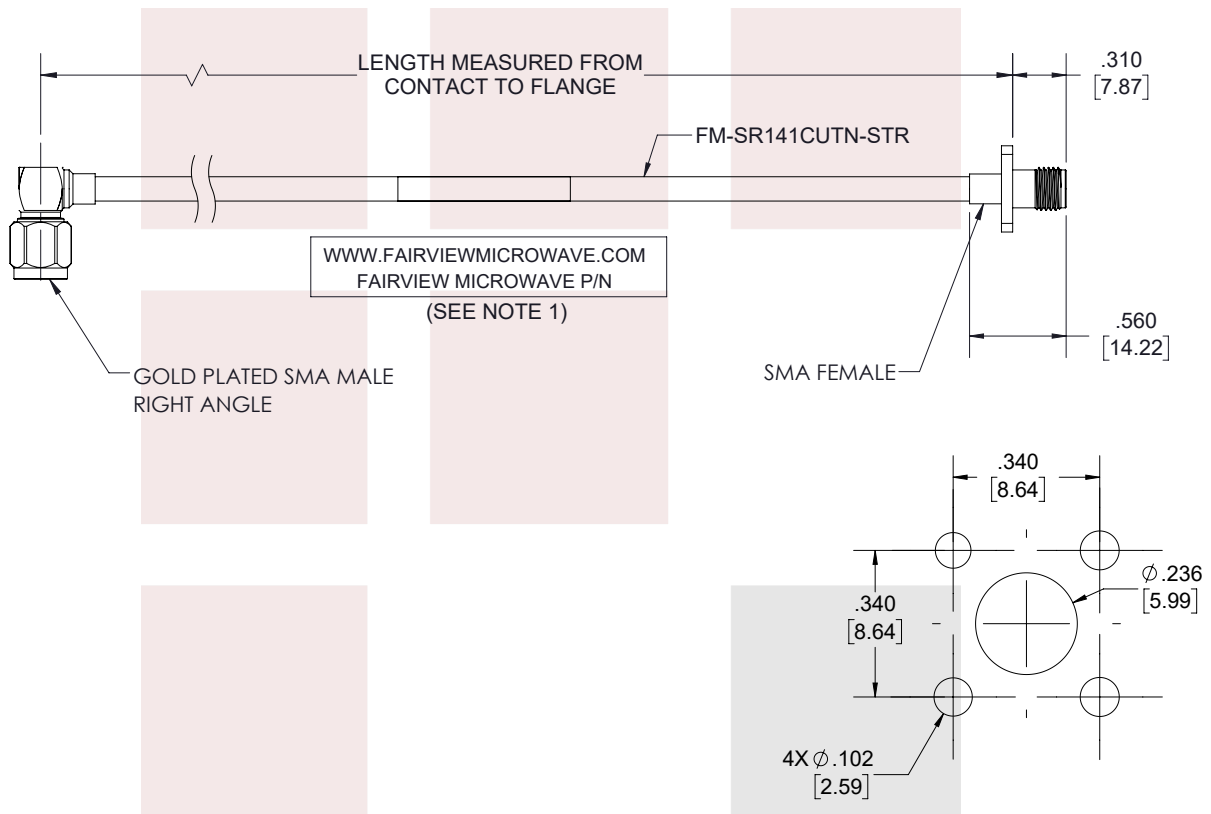 LENGTH MEASURED FROM
CONTACT TO FLANGE
.310
[7.87]
FM-SR141CUTN-STR
WWW.FAIRVIEWMICROWAVE.COM
FAIRVIEW MICROWAVE P/N
(SEE NOTE 1)
.560
[14.22]
GOLD PLATED SMA MALE
RIGHT ANGLE
SMA FEMALE
.340
[8.64]
.340
[8.64]
⌀.236
[5.99]
4X ⌀.102
[2.59]